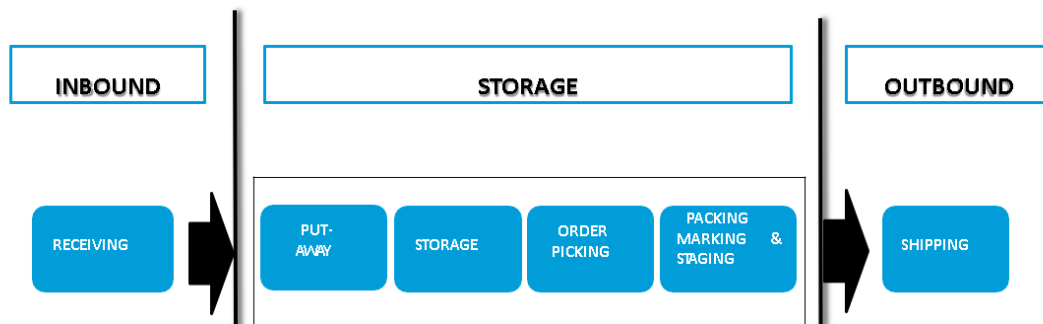 INBOUND
STORAGE
OUTBOUND
RECEIVING
PUT-
AWAY
STORAGE
ORDER
PICKING
PACKING
MARKING &
STAGING
SHIPPING